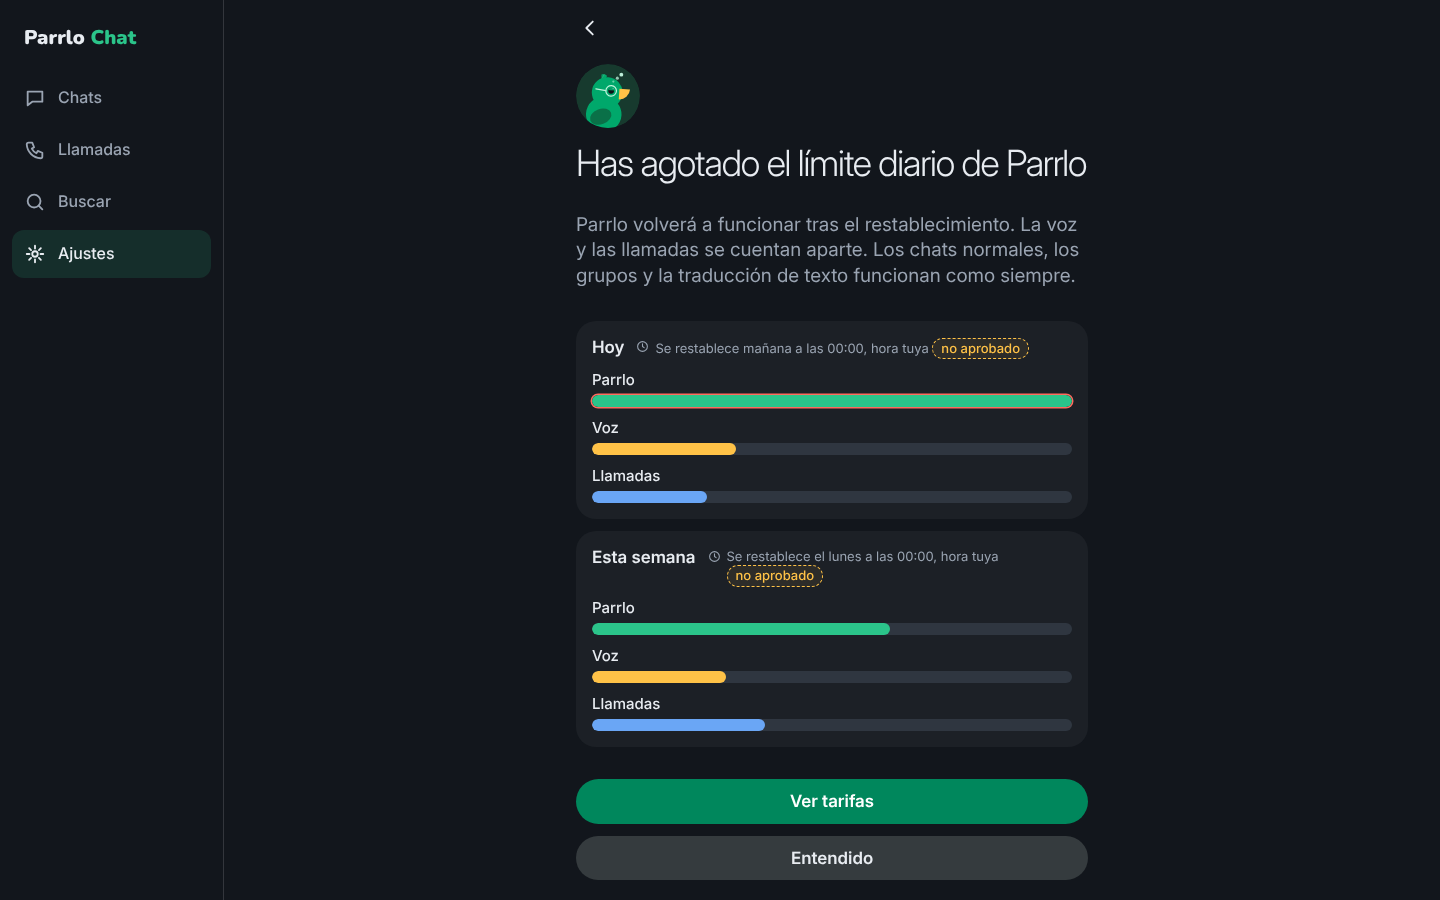 Parrlo Chat
Chats
Llamadas
Buscar
Ajustes
Has agotado el límite diario de Parrlo
Parrlo volverá a funcionar tras el restablecimiento. La voz
y las llamadas se cuentan aparte. Los chats normales, los
grupos y la traducción de texto funcionan como siempre.
Hoy Se restablece mañana a las 00:00, hora tuya no aprobado
Parrlo
Voz
Llamadas
Esta semana Se restablece el lunes a las 00:00, hora tuya
no aprobado
Parrlo
Voz
Llamadas
Ver tarifas
Entendido